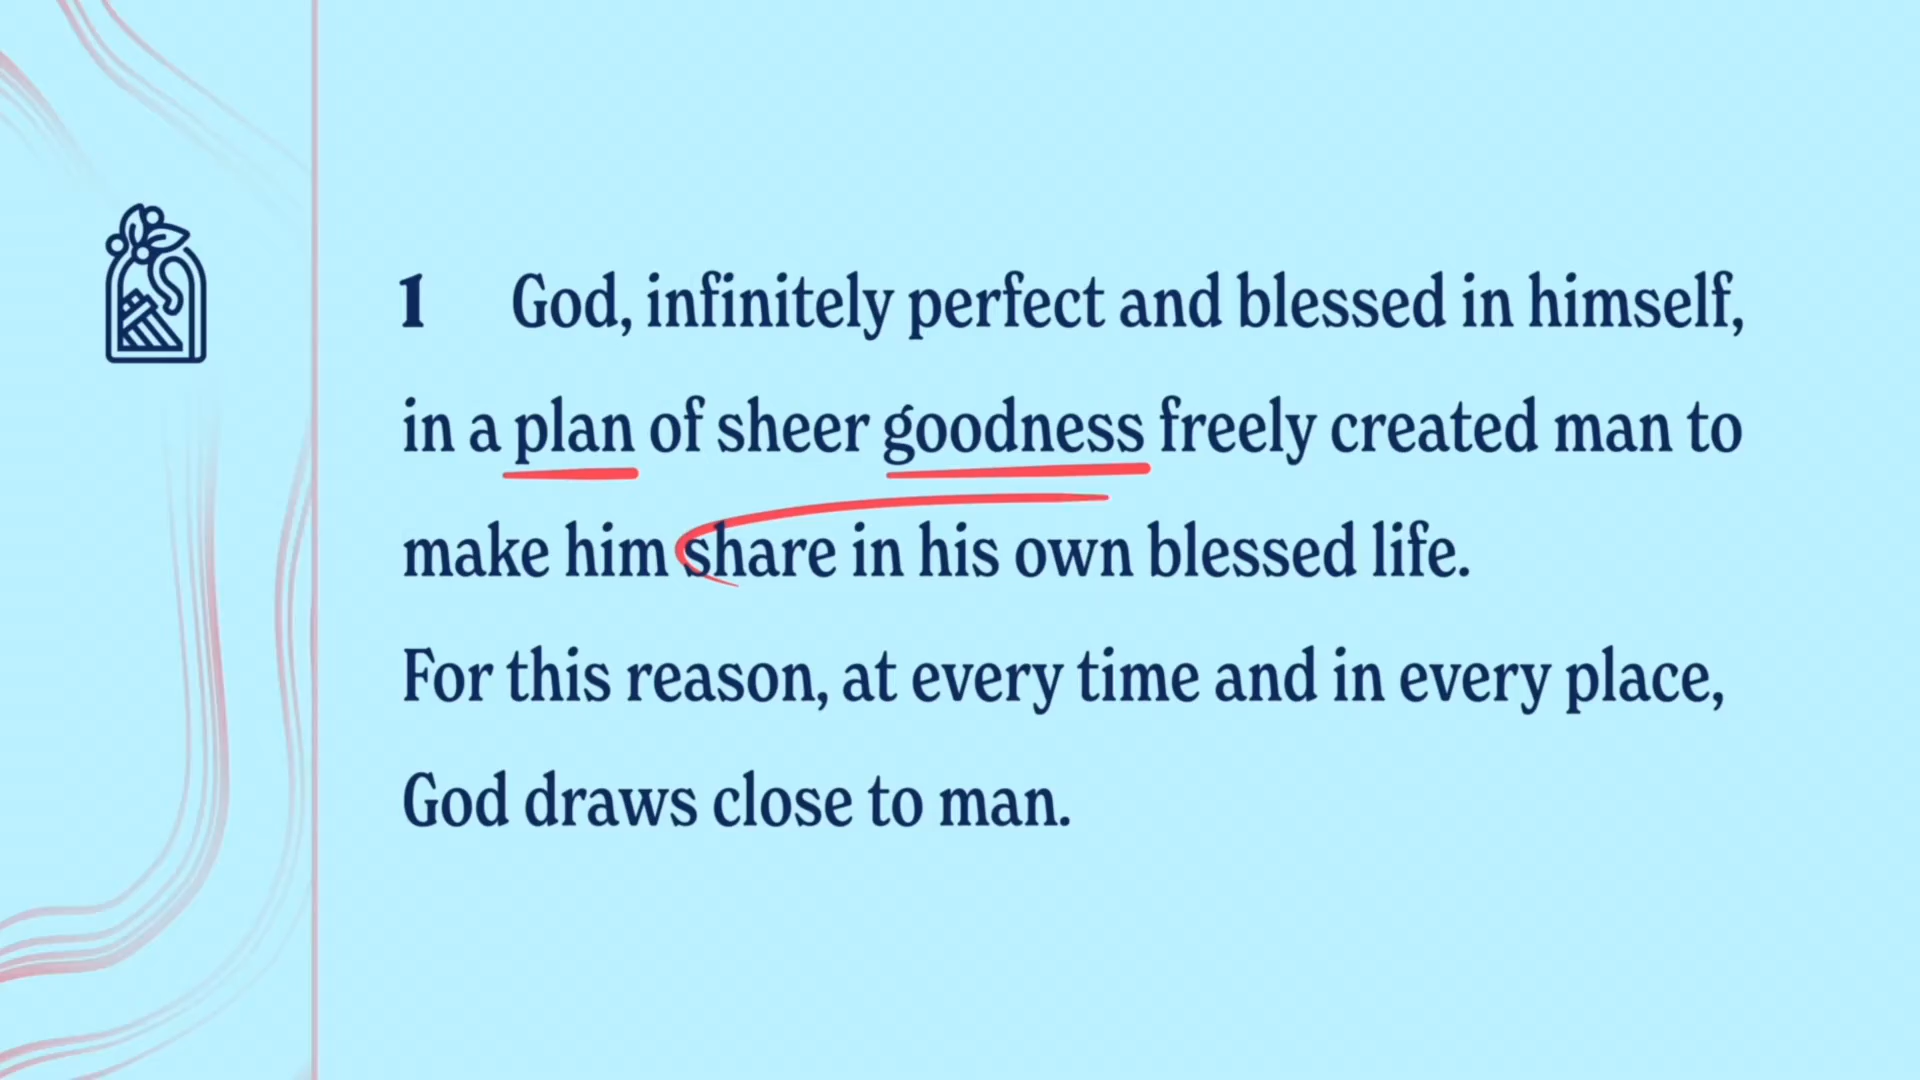 1 God, infinitely perfect and blessed in himself,
in a plan of sheer goodness freely created man to
make him share in his own blessed life.
For this reason, at every time and in every place,
God draws close to man.